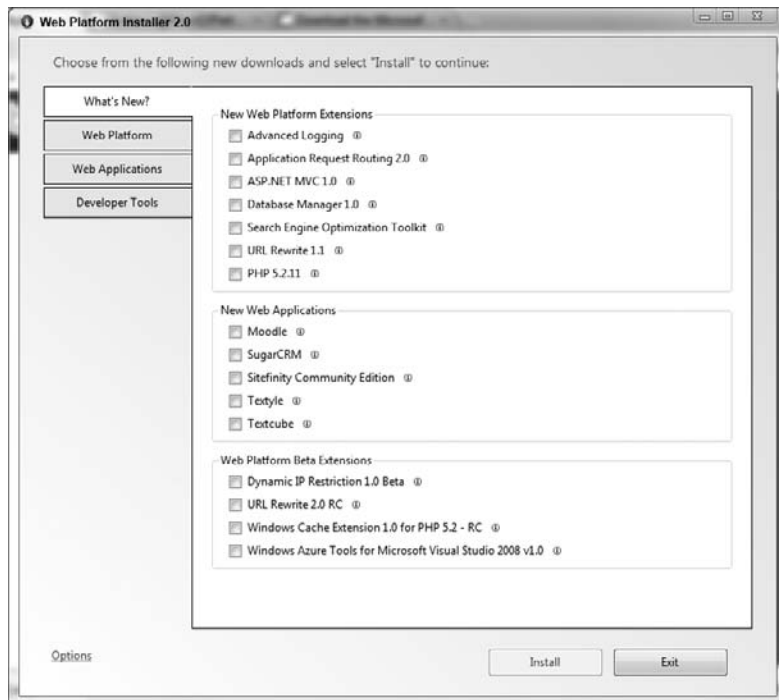 Web Platform Installer 2.0
Choose from the following new downloads and select "Install" to continue:
What's New?
Web Platform
Web Applications
Developer Tools
New Web Platform Extensions
Advanced Logging
Application Request Routing 2.0
ASP.NET MVC 1.0
Database Manager 1.0
Search Engine Optimization Toolkit
URL Rewrite 1.1
PHP 5.2.11
New Web Applications
Moodle
SugarCRM
Sitefinity Community Edition
Textyle
Textcube
Web Platform Beta Extensions
Dynamic IP Restriction 1.0 Beta
URL Rewrite 2.0 RC
Windows Cache Extension 1.0 for PHP 5.2 - RC
Windows Azure Tools for Microsoft Visual Studio 2008 v1.0
Options
Install
Exit